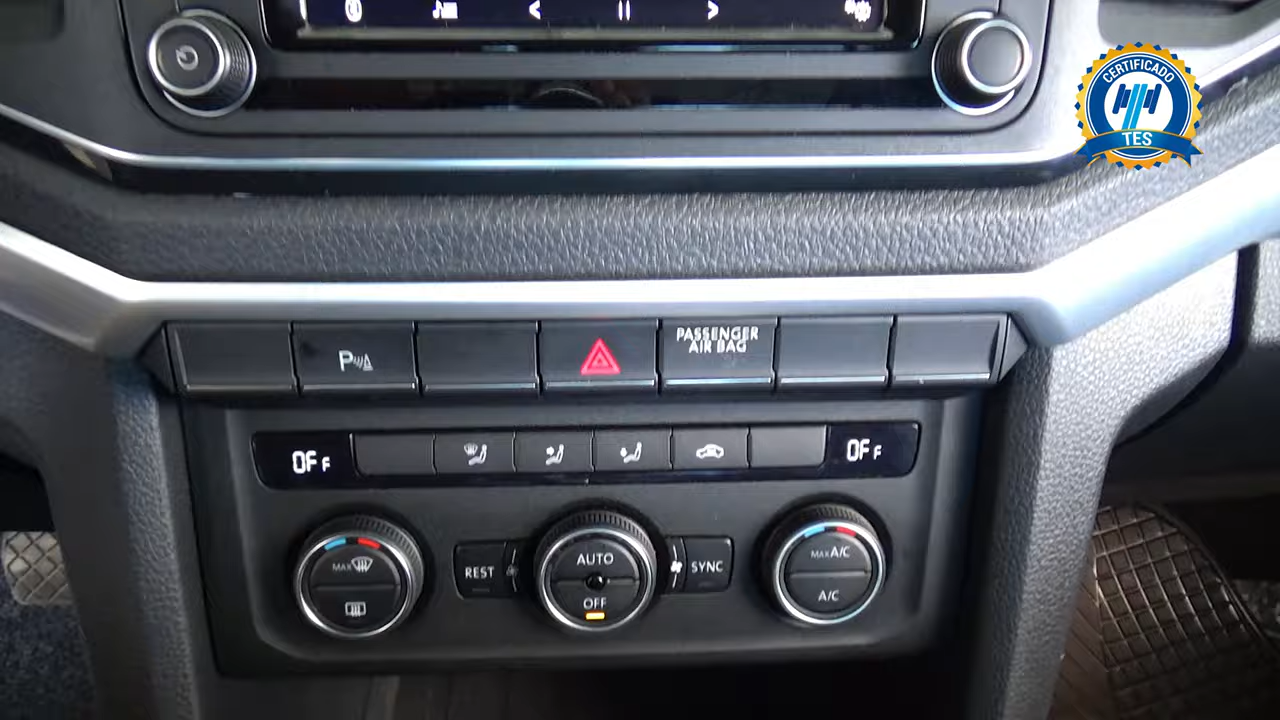 CERTIFICADO
TES
P
PASSENGER
AIR BAG
OFF
OFF
MAX
REST
AUTO
OFF
SYNC
MAX A/C
A/C